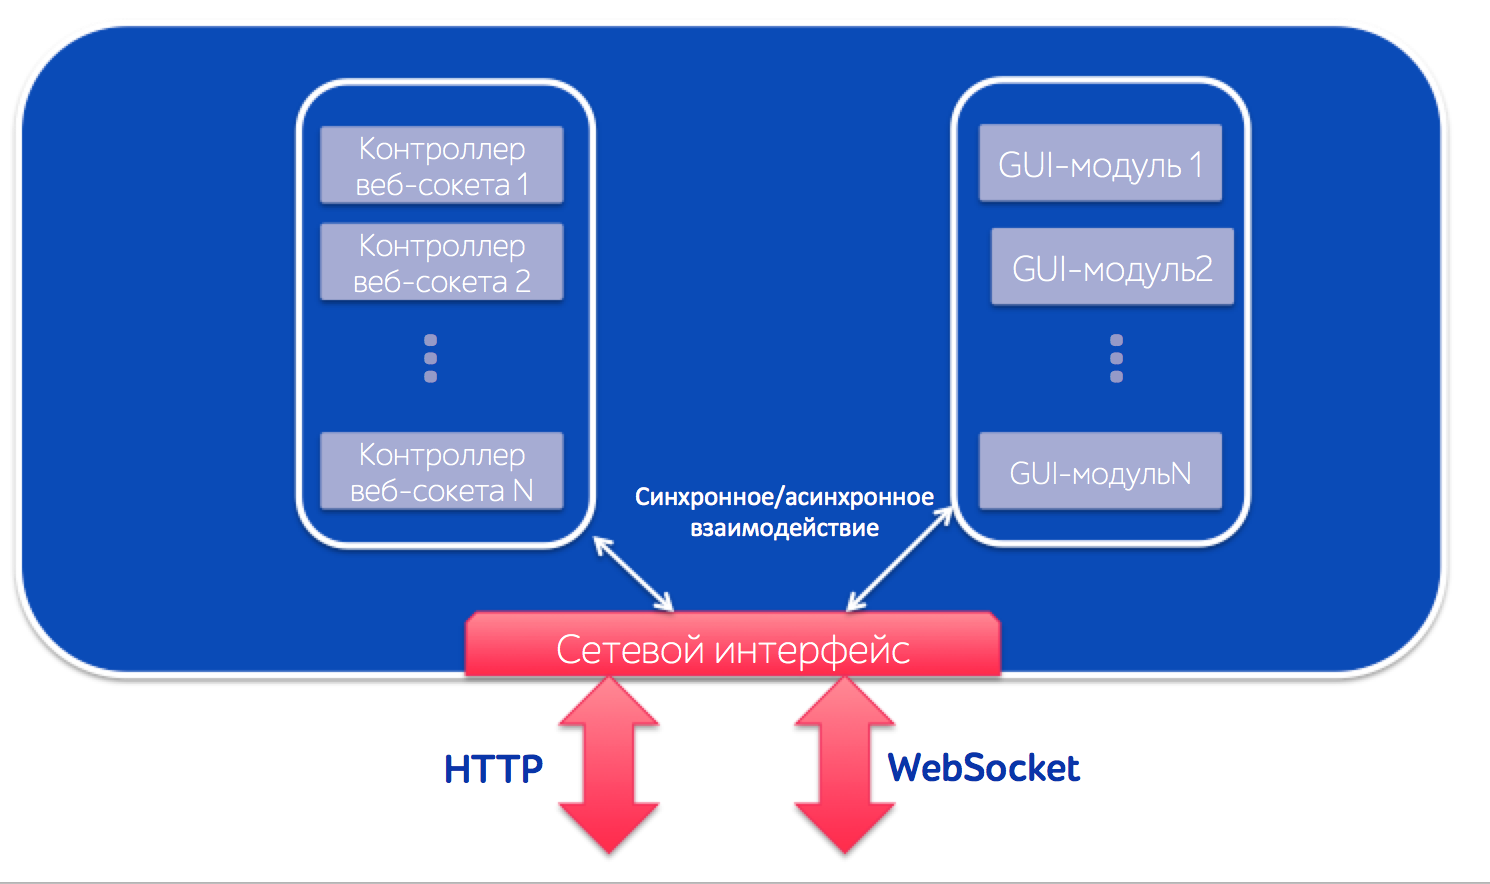 Контроллер
веб-сокета 1
Контроллер
веб-сокета 2
Контроллер
веб-сокета N
GUI-модуль 1
GUI-модуль2
GUI-модульN
Синхронное/асинхронное
взаимодействие
Сетевой интерфейс
HTTP
WebSocket